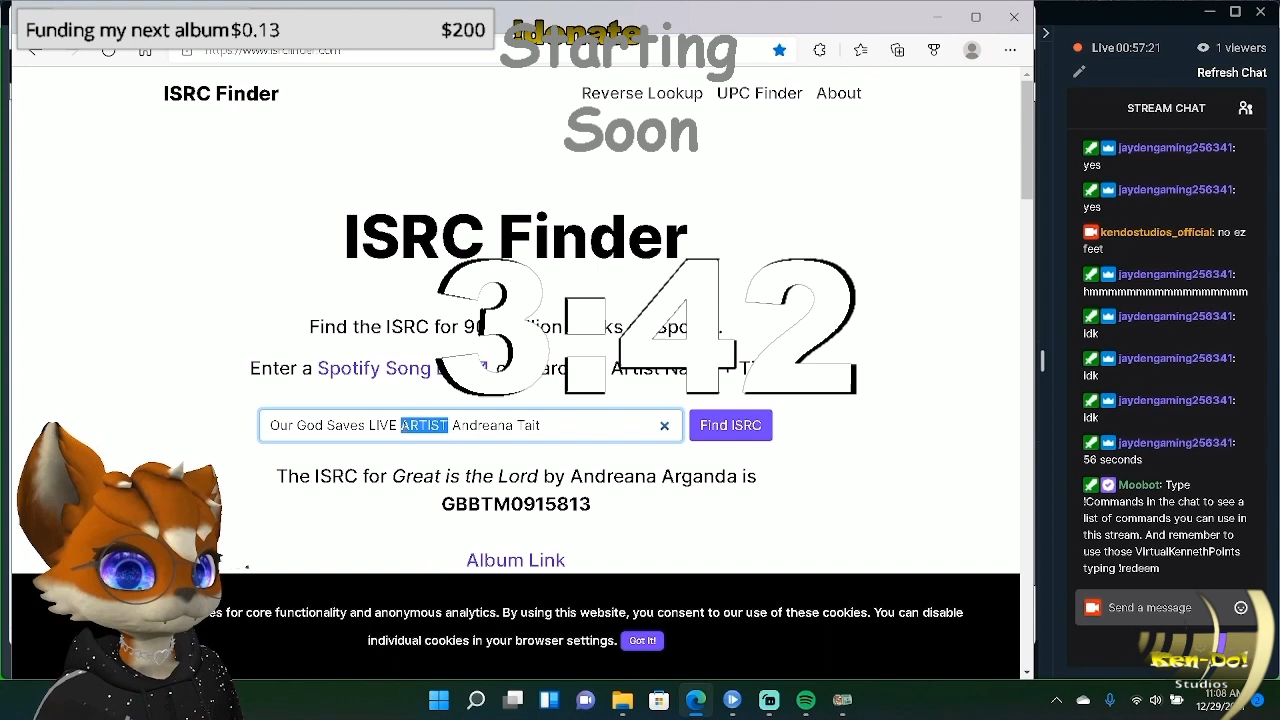 Funding my next album $0.13 $200
!donate
Starting
Soon
3:42
ISRC Finder
Reverse Lookup UPC Finder About
ISRC Finder
Find the ISRC for
Enter a Spotify Song
Our God Saves LIVE ARTIST Andreana Tait
Find ISRC
The ISRC for Great is the Lord by Andreana Arganda is
GBBTM0915813
Album Link
for core functionality and anonymous analytics. By using this website, you consent to our use of these cookies. You can disable
individual cookies in your browser settings. Got it!
Live 00:57:21 1 viewers
Refresh Chat
STREAM CHAT
jaydengaming256341:
yes
jaydengaming256341:
yes
kendostudios_official: no ez
feet
jaydengaming256341:
hmmmmmmmmmmmmmmmm
jaydengaming256341:
Idk
jaydengaming256341:
Idk
jaydengaming256341:
Idk
jaydengaming256341:
56 seconds
Moobot: Type
!Commands in the chat to see a
list of commands you can use in
this stream. And remember to
use those VirtualKendoPoints
typing !redeem
Send a message
Ken-Do!
Studios
11:08 AM